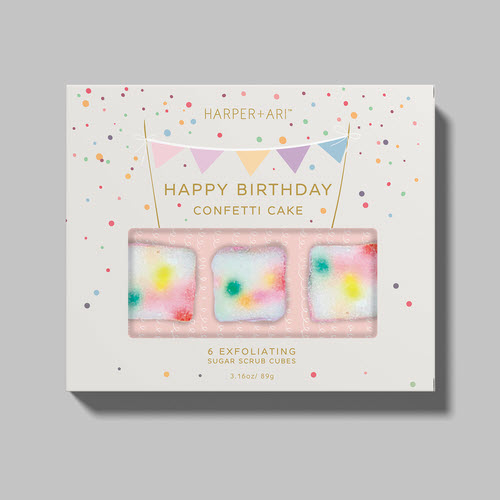 HARPER+ARI™
HAPPY BIRTHDAY
CONFETTI CAKE
6 EXFOLIATING
SUGAR SCRUB CUBES
3.16oz/ 89g